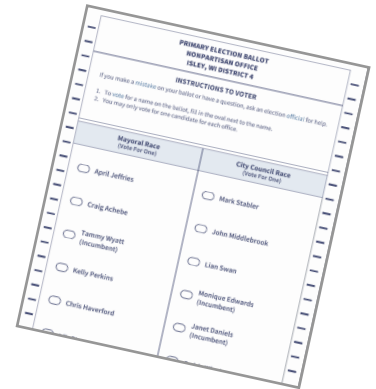 PRIMARY ELECTION BALLOT
NONPARTISAN OFFICE
ISLEY, WI DISTRICT 4
INSTRUCTIONS TO VOTER
If you make a mistake on your ballot or have a question, ask an election official for help.
1. To vote for a name on the ballot, fill in the oval next to the name.
2. You may only vote for one candidate for each office.
Mayoral Race
(Vote For One)
April Jeffries
Craig Achebe
Tammy Wyatt
(Incumbent)
Kelly Perkins
Chris Haverford
City Council Race
(Vote For One)
Mark Stabler
John Middlebrook
Lian Swan
Monique Edwards
(Incumbent)
Janet Daniels
(Incumbent)